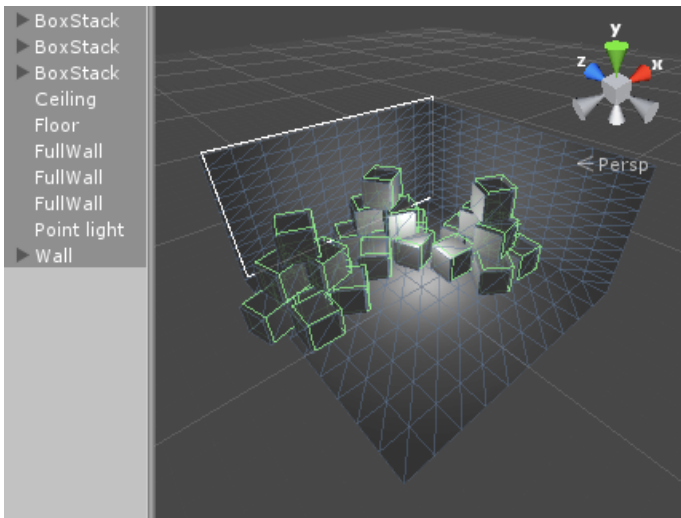 BoxStack
BoxStack
BoxStack
Ceiling
Floor
FullWall
FullWall
FullWall
Point light
Wall
y
z
x
Persp